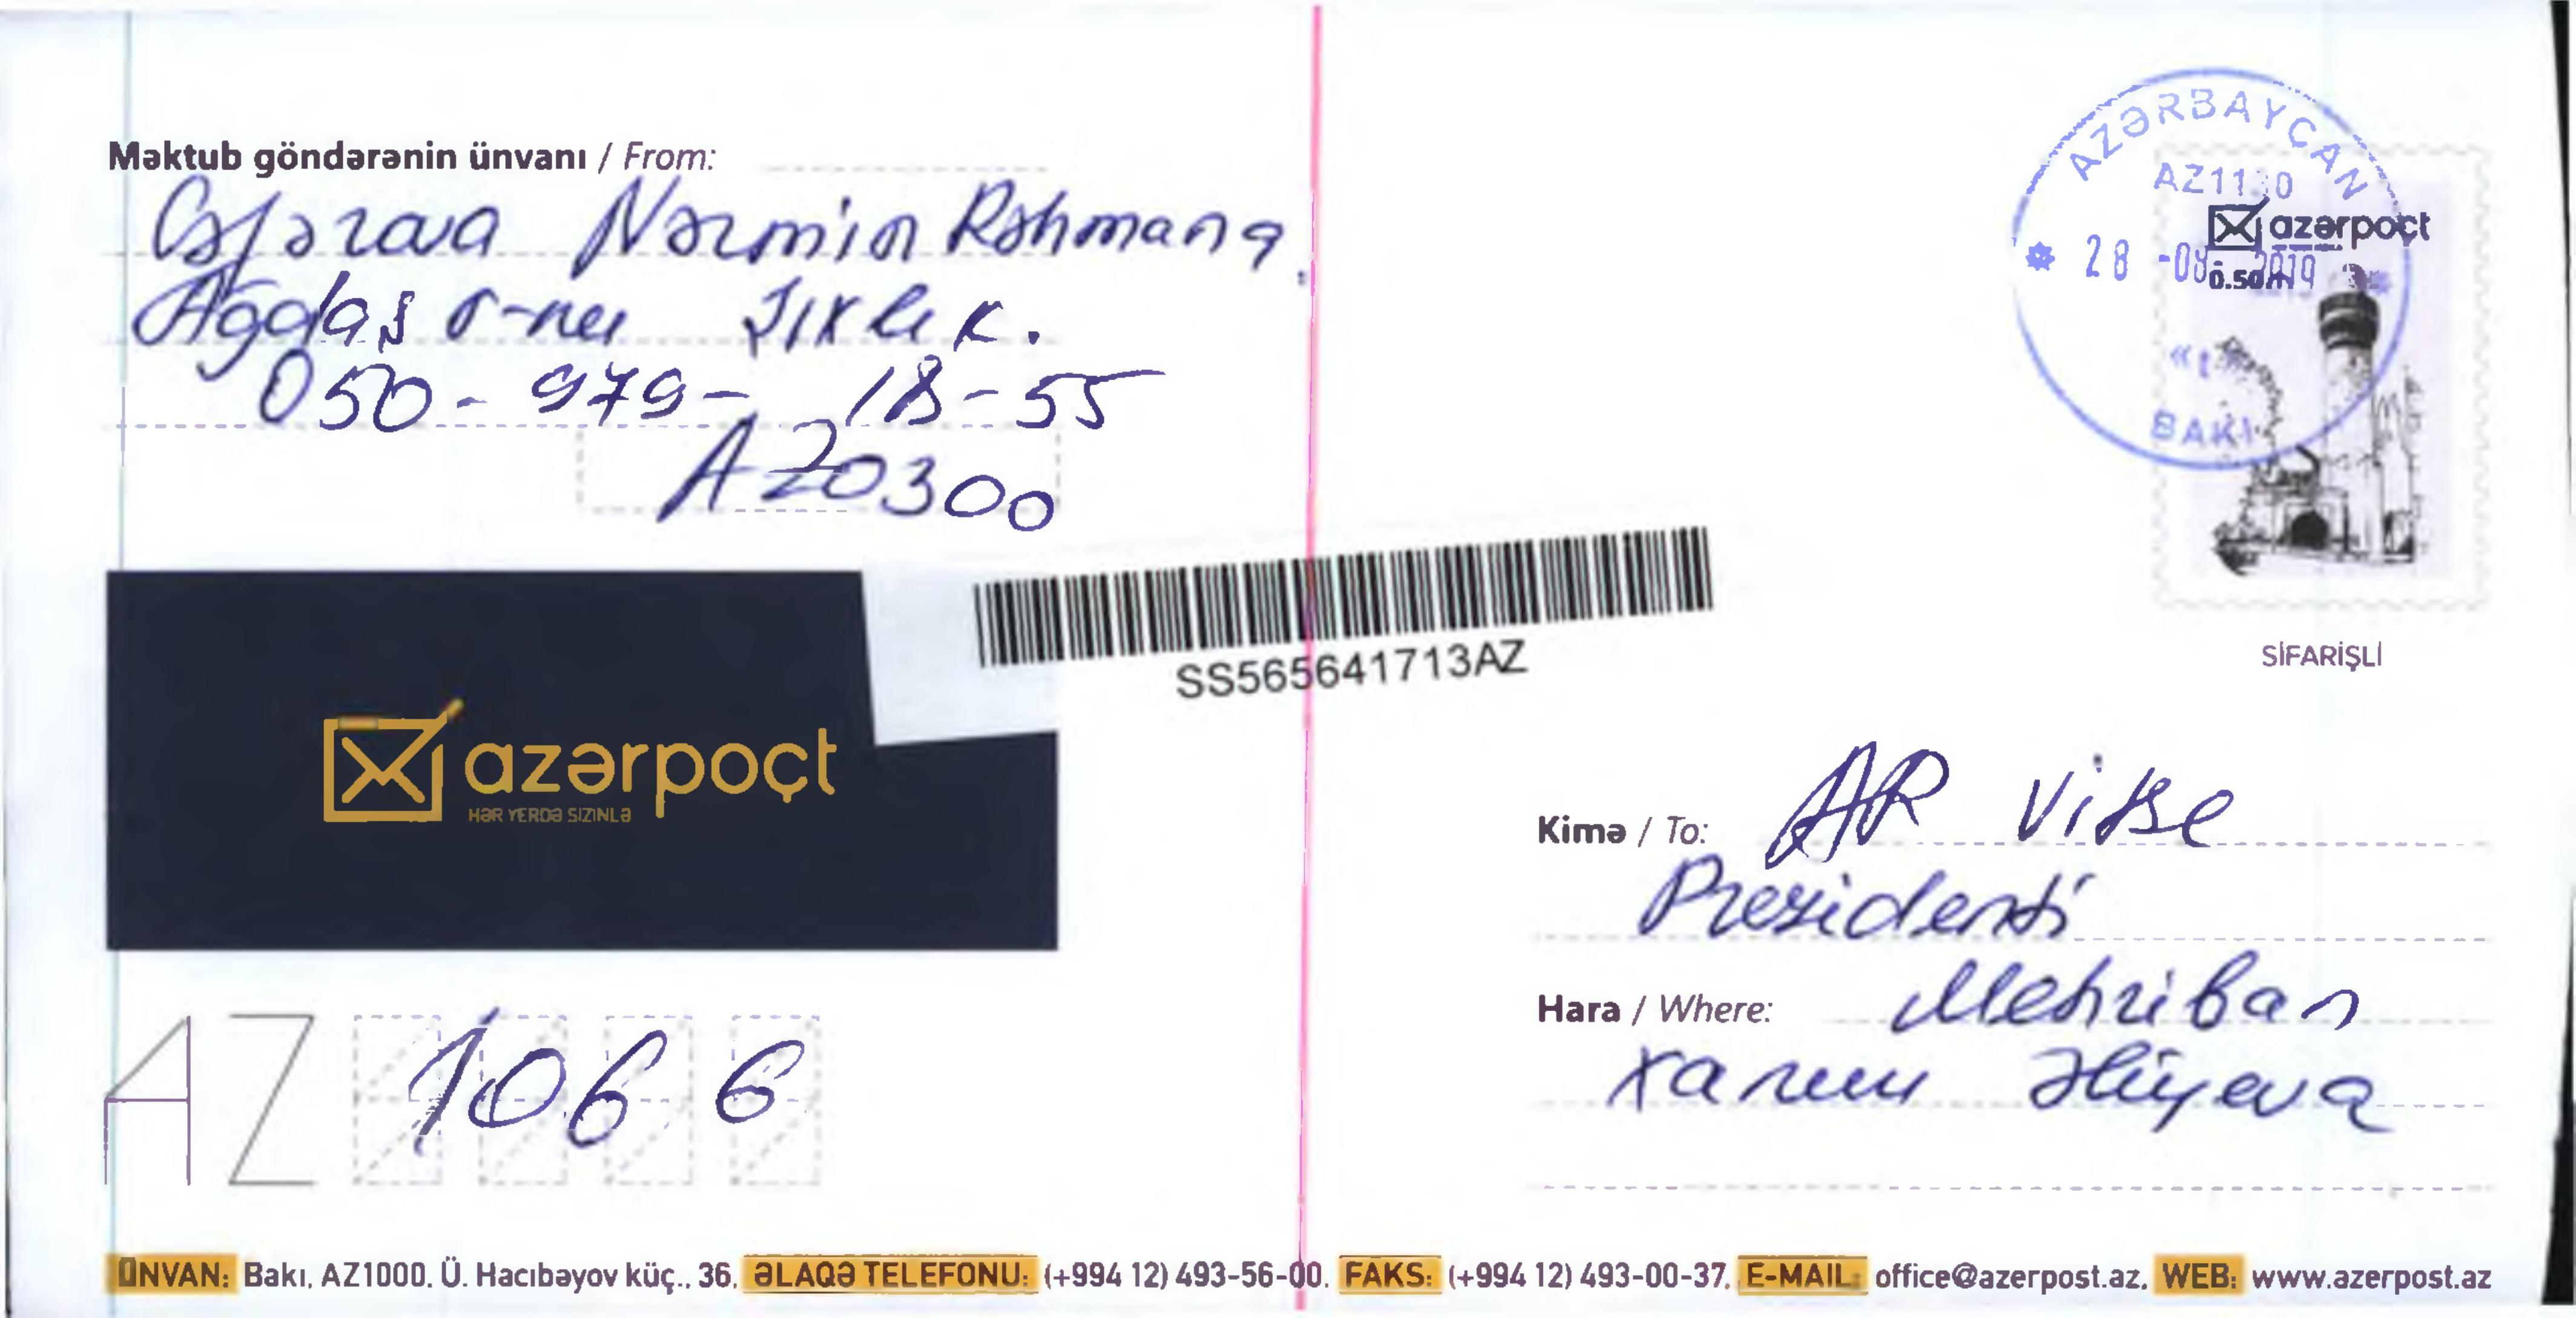 Məktub göndərənin ünvanı / From:
Cəfərova Nərmin Rəhman q.
Ağdaş r-nu Şıxlı k.
050-979-18-55
AZ0300
AZƏRBAYCAN
AZ11 0
azərpoçt
28 -08- 2019
0.50m
BAKI
SİFARİŞLİ
SS565641713AZ
azərpoçt
HƏR YERDƏ SIZINLƏ
Kimə / To: AR Vitse
Prezidenti
Hara / Where: Mehriban
xanım Əliyeva
AZ 1066
ÜNVAN: Bakı, AZ1000, Ü. Hacıbəyov küç., 36, ƏLAQƏ TELEFONU: (+994 12) 493-56-00, FAKS: (+994 12) 493-00-37, E-MAIL: office@azerpost.az, WEB: www.azerpost.az